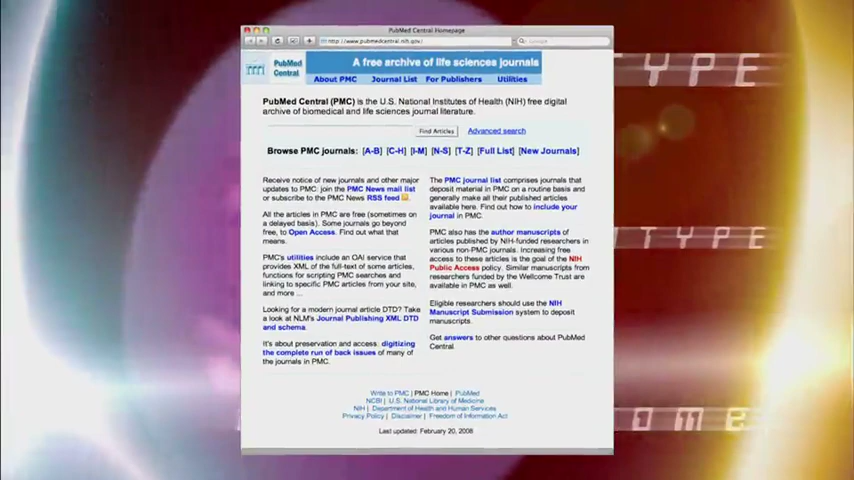 PubMed Central Homepage
http://www.pubmedcentral.nih.gov/
PubMed
Central
A free archive of life sciences journals
About PMC Journal List For Publishers Utilities
PubMed Central (PMC) is the U.S. National Institutes of Health (NIH) free digital
archive of biomedical and life sciences journal literature.
Find Articles Advanced search
Browse PMC journals: [A-B] [C-H] [I-M] [N-S] [T-Z] [Full List] [New Journals]
Receive notice of new journals and other major
updates to PMC: join the PMC News mail list
or subscribe to the PMC News RSS feed
All the articles in PMC are free (sometimes on
a delayed basis). Some journals go beyond
free, to Open Access. Find out what that
means.
PMC's utilities include an OAI service that
provides XML of the full-text of some articles,
functions for scripting PMC searches and
linking to specific PMC articles from your site,
and more ...
Looking for a modern journal article DTD? Take
a look at NLM's Journal Publishing XML DTD
and schema.
It's about preservation and access: digitizing
the complete run of back issues of many of
the journals in PMC.
The PMC journal list comprises journals that
deposit material in PMC on a routine basis and
generally make all their published articles
available here. Find out how to include your
journal in PMC.
PMC also has the author manuscripts of
articles published by NIH-funded researchers in
various non-PMC journals. Increasing free
access to these articles is the goal of the NIH
Public Access policy. Similar manuscripts from
researchers funded by the Wellcome Trust are
available in PMC as well.
Eligible researchers should use the NIH
Manuscript Submission system to deposit
manuscripts.
Get answers to other questions about PubMed
Central.
Write to PMC | PMC Home | PubMed
NCBI | U.S. National Library of Medicine
NIH | Department of Health and Human Services
Privacy Policy | Disclaimer | Freedom of Information Act
Last updated: February 20, 2008
TYPE
TYPE
ome